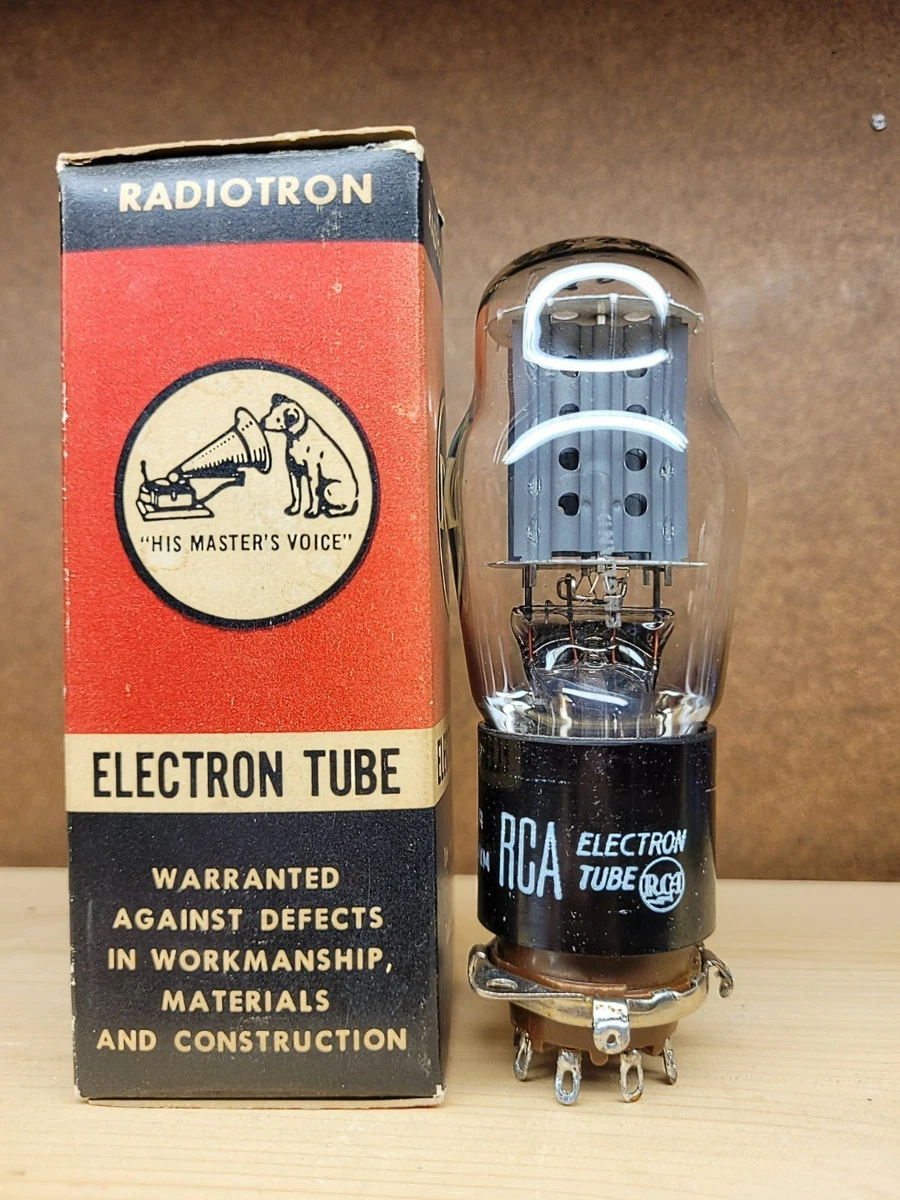 RADIOTRON
"HIS MASTER'S VOICE"
ELECTRON TUBE
WARRANTED
AGAINST DEFECTS
IN WORKMANSHIP,
MATERIALS
AND CONSTRUCTION
RCA
ELECTRON
TUBE
RCA